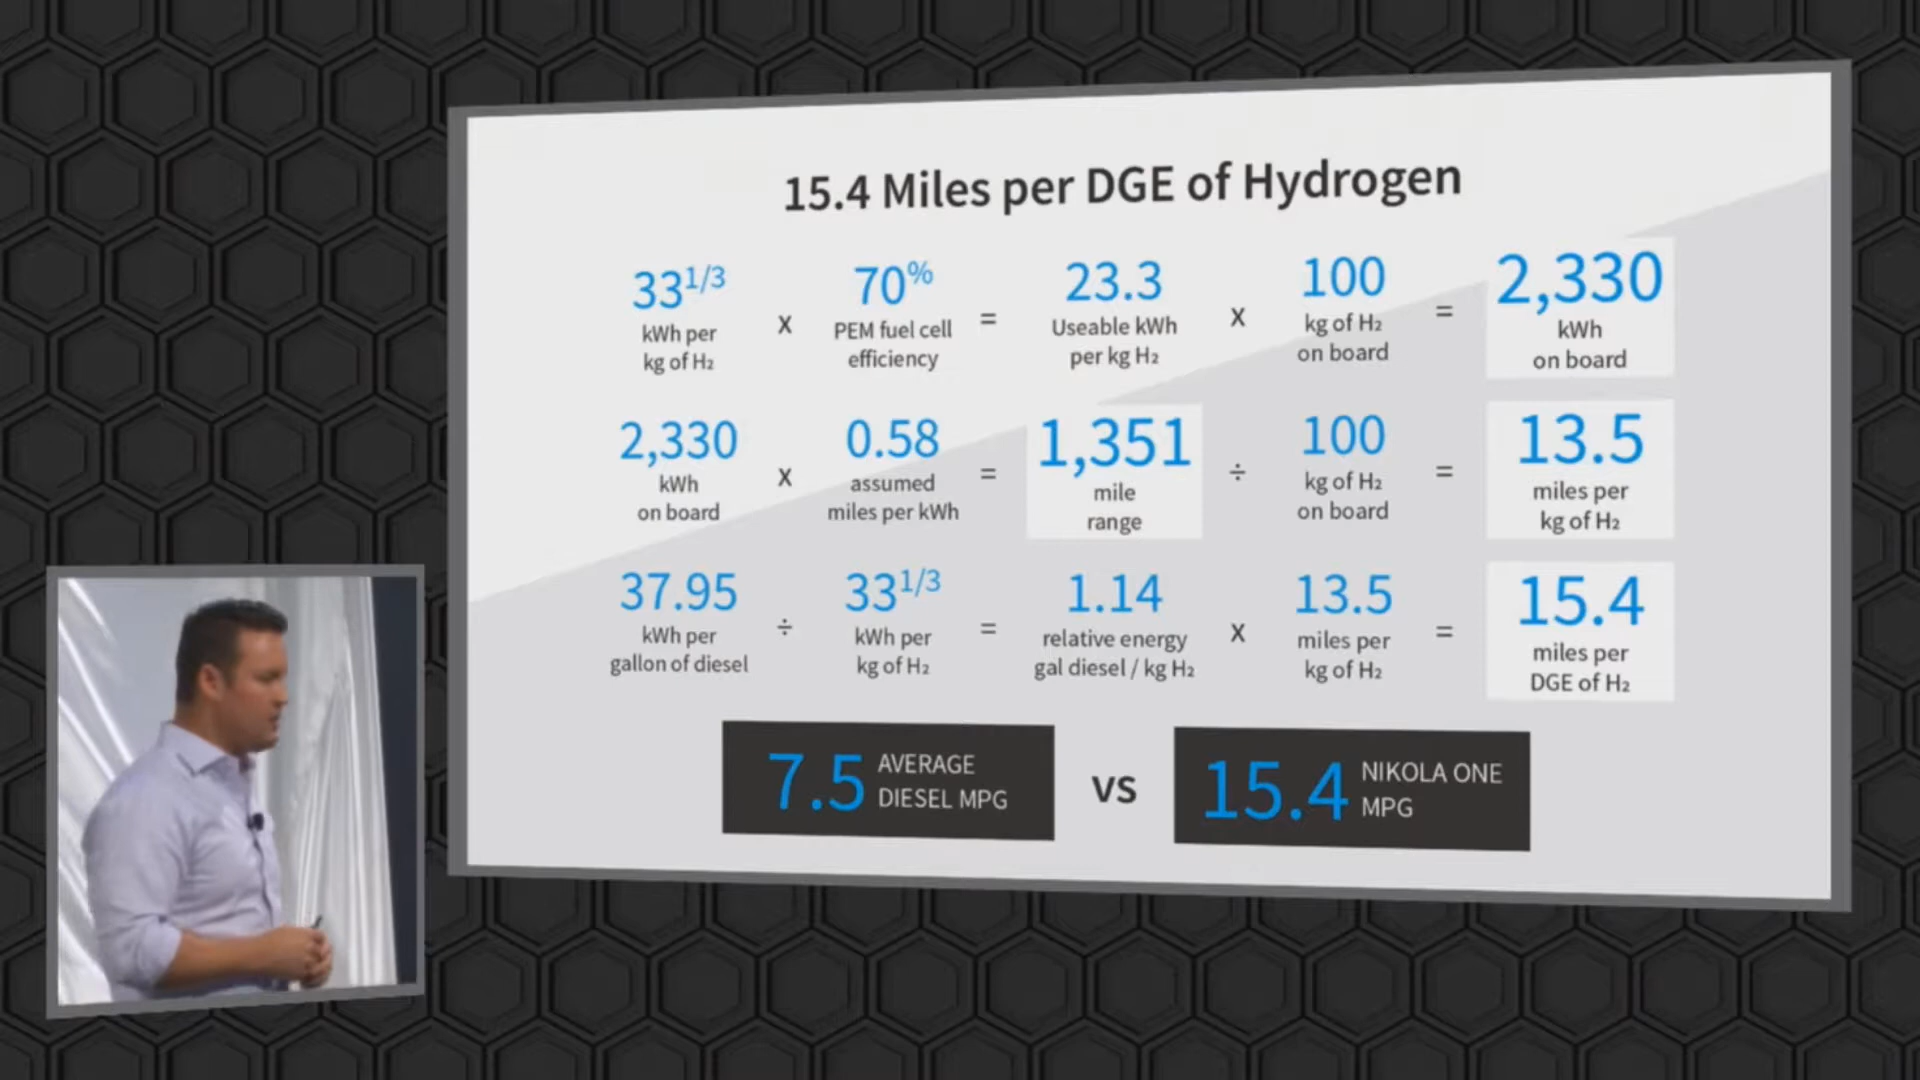 15.4 Miles per DGE of Hydrogen
33 1/3 x 70% = 23.3 x 100 = 2,330
kWh per PEM fuel cell Useable kWh kg of H₂ kWh
kg of H₂ efficiency per kg H₂ on board on board
2,330 x 0.58 = 1,351 ÷ 100 = 13.5
kWh assumed mile kg of H₂ miles per
on board miles per kWh range on board kg of H₂
37.95 ÷ 33 1/3 = 1.14 x 13.5 = 15.4
kWh per kWh per relative energy miles per miles per
gallon of diesel kg of H₂ gal diesel / kg H₂ kg of H₂ DGE of H₂
7.5 AVERAGE
DIESEL MPG
VS
15.4 NIKOLA ONE
MPG